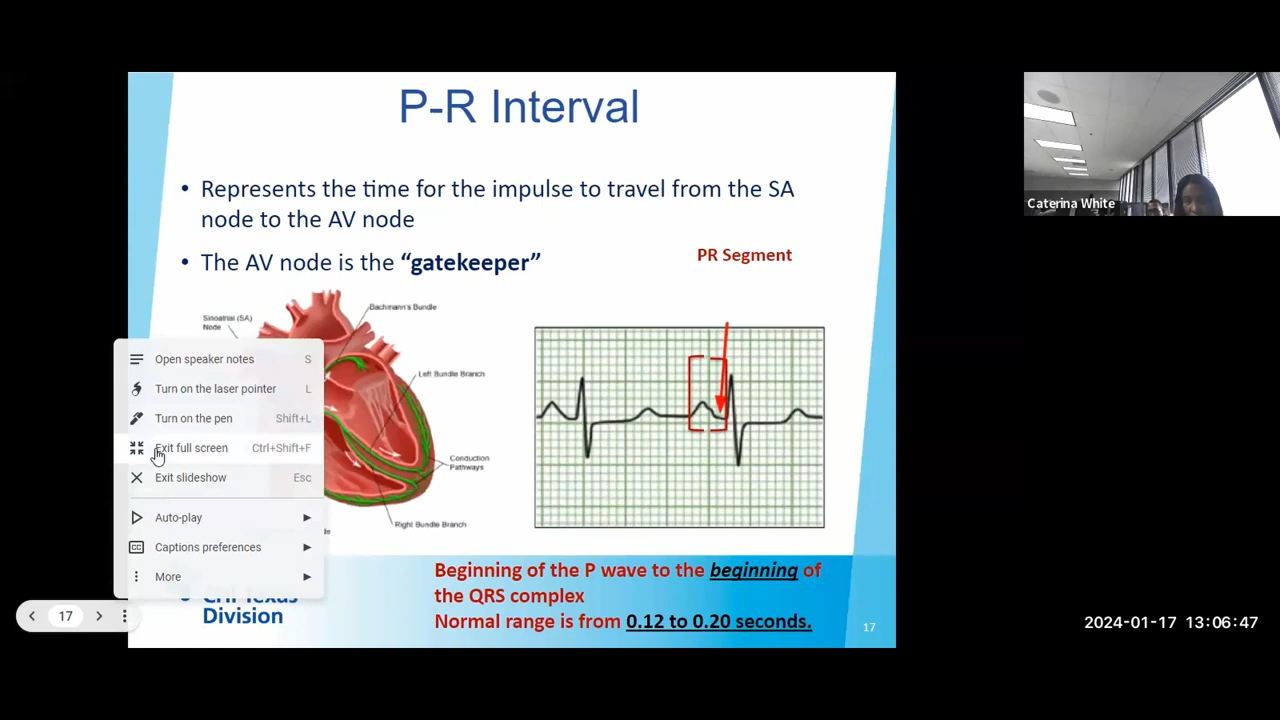 P-R Interval
• Represents the time for the impulse to travel from the SA
node to the AV node
• The AV node is the “gatekeeper”
PR Segment
Sinoatrial (SA)
Node
Bachmann's Bundle
Left Bundle Branch
Conduction
Pathways
Right Bundle Branch
Open speaker notes S
Turn on the laser pointer L
Turn on the pen Shift+L
Exit full screen Ctrl+Shift+F
Exit slideshow Esc
Auto-play
CC Captions preferences
More
17
Division
Beginning of the P wave to the beginning of
the QRS complex
Normal range is from 0.12 to 0.20 seconds.
17
Caterina White
2024-01-17 13:06:47